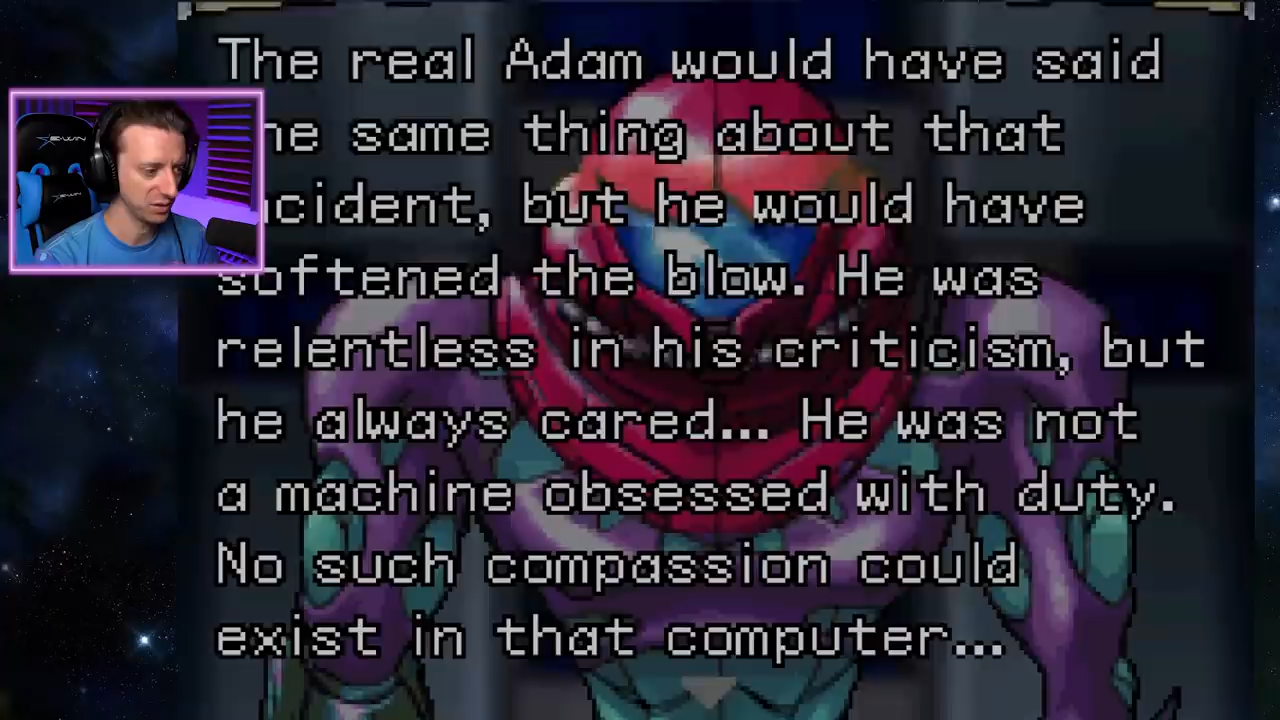 The real Adam would have said
he same thing about that
cident, but he would have
softened the blow. He was
relentless in his criticism, but
he always cared... He was not
a machine obsessed with duty.
No such compassion could
exist in that computer...
E-WIN